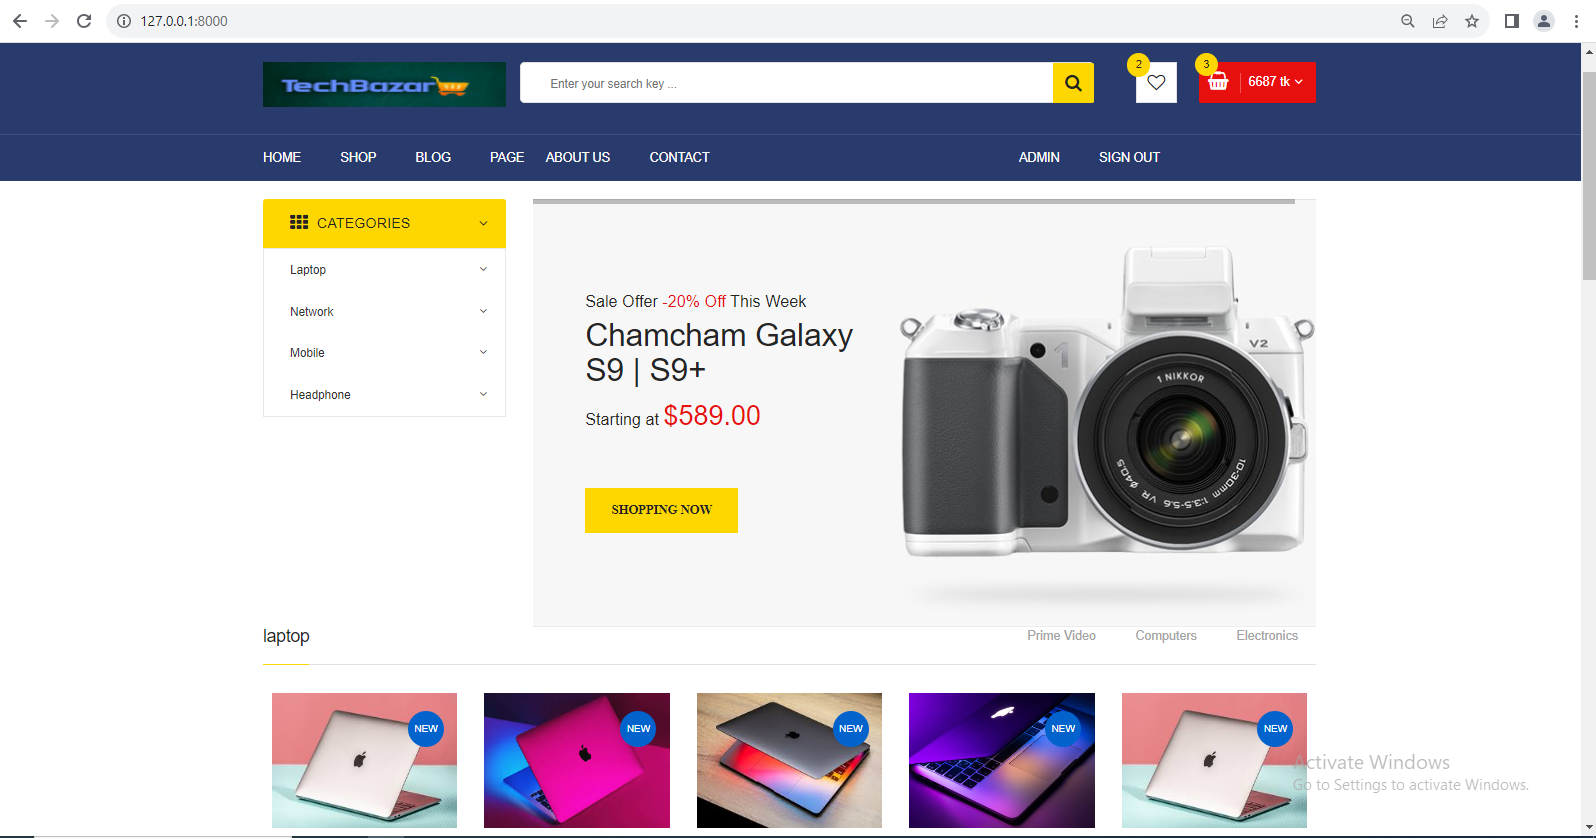 127.0.0.1:8000
TechBazar
Enter your search key ...
2
3
6687 tk
HOME SHOP BLOG PAGE ABOUT US CONTACT ADMIN SIGN OUT
CATEGORIES
Laptop
Network
Mobile
Headphone
Sale Offer -20% Off This Week
Chamcham Galaxy
S9 | S9+
Starting at $589.00
SHOPPING NOW
1
V2
1 NIKKOR
10-30mm 1:3.5-5.6 VR ϕ40.5
laptop
Prime Video Computers Electronics
NEW NEW NEW NEW NEW
Activate Windows
Go to Settings to activate Windows.